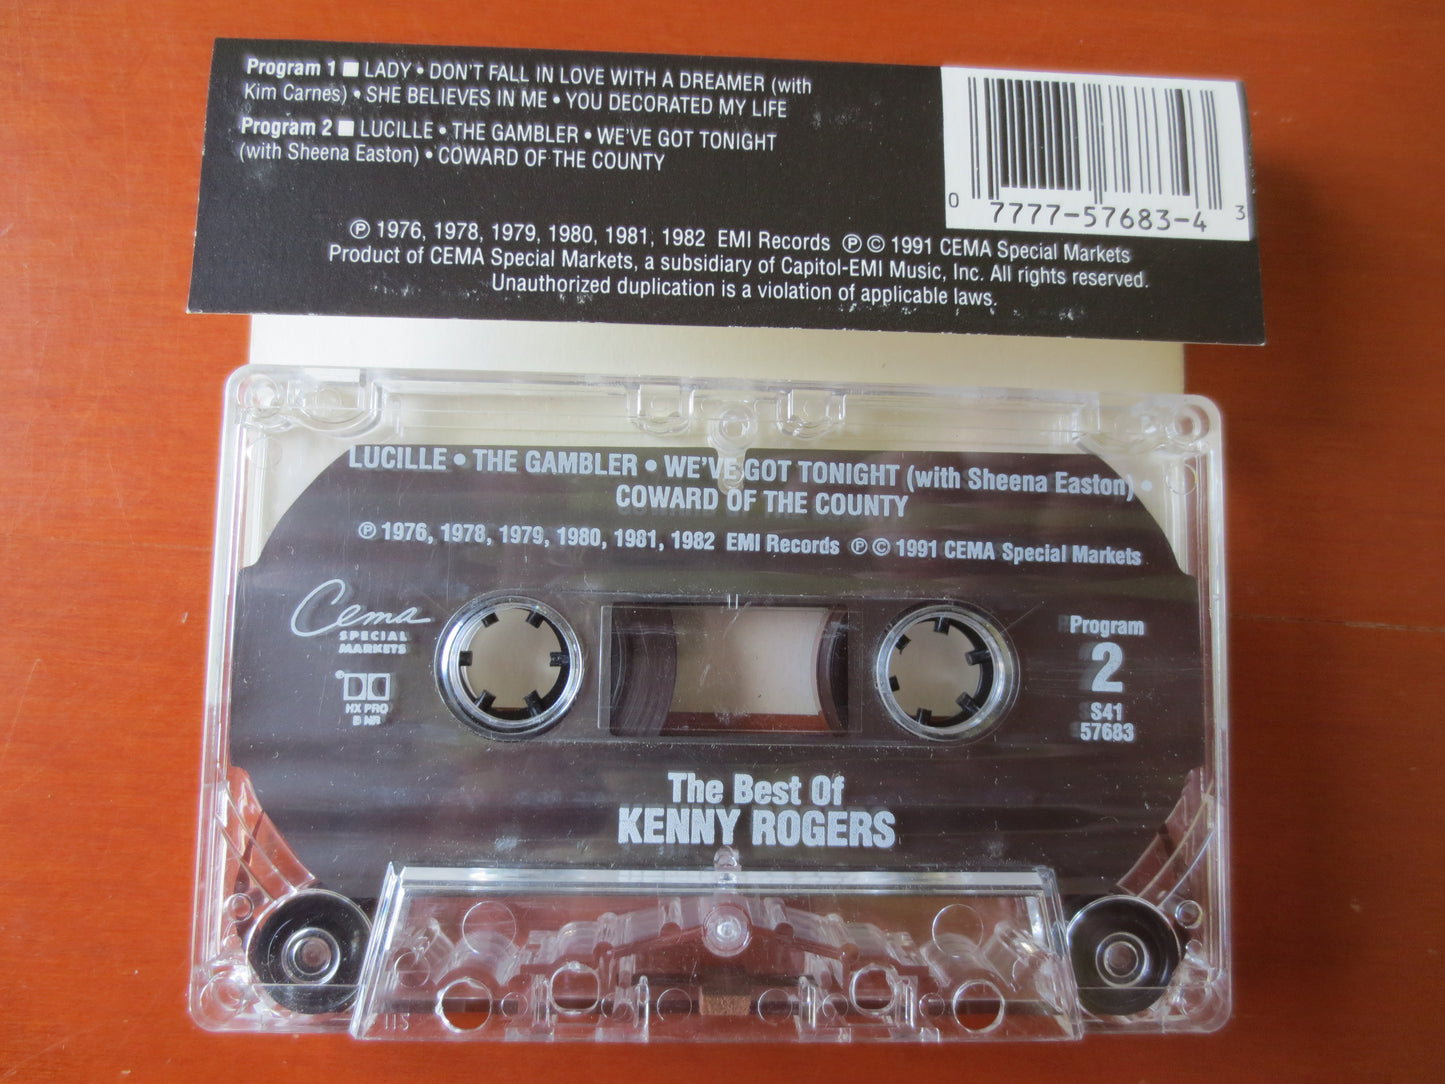 Program 1 ■ LADY • DON'T FALL IN LOVE WITH A DREAMER (with
Kim Carnes) • SHE BELIEVES IN ME • YOU DECORATED MY LIFE
Program 2 ■ LUCILLE • THE GAMBLER • WE'VE GOT TONIGHT
(with Sheena Easton) • COWARD OF THE COUNTY
0 7777-57683-4 3
℗ 1976, 1978, 1979, 1980, 1981, 1982 EMI Records ℗ © 1991 CEMA Special Markets
Product of CEMA Special Markets, a subsidiary of Capitol-EMI Music, Inc. All rights reserved.
Unauthorized duplication is a violation of applicable laws.
LUCILLE • THE GAMBLER • WE'VE GOT TONIGHT (with Sheena Easton) •
COWARD OF THE COUNTY
℗ 1976, 1978, 1979, 1980, 1981, 1982 EMI Records ℗ © 1991 CEMA Special Markets
Cema
SPECIAL
MARKETS
HX PRO
B NR
Program
2
S41
57683
The Best Of
KENNY ROGERS